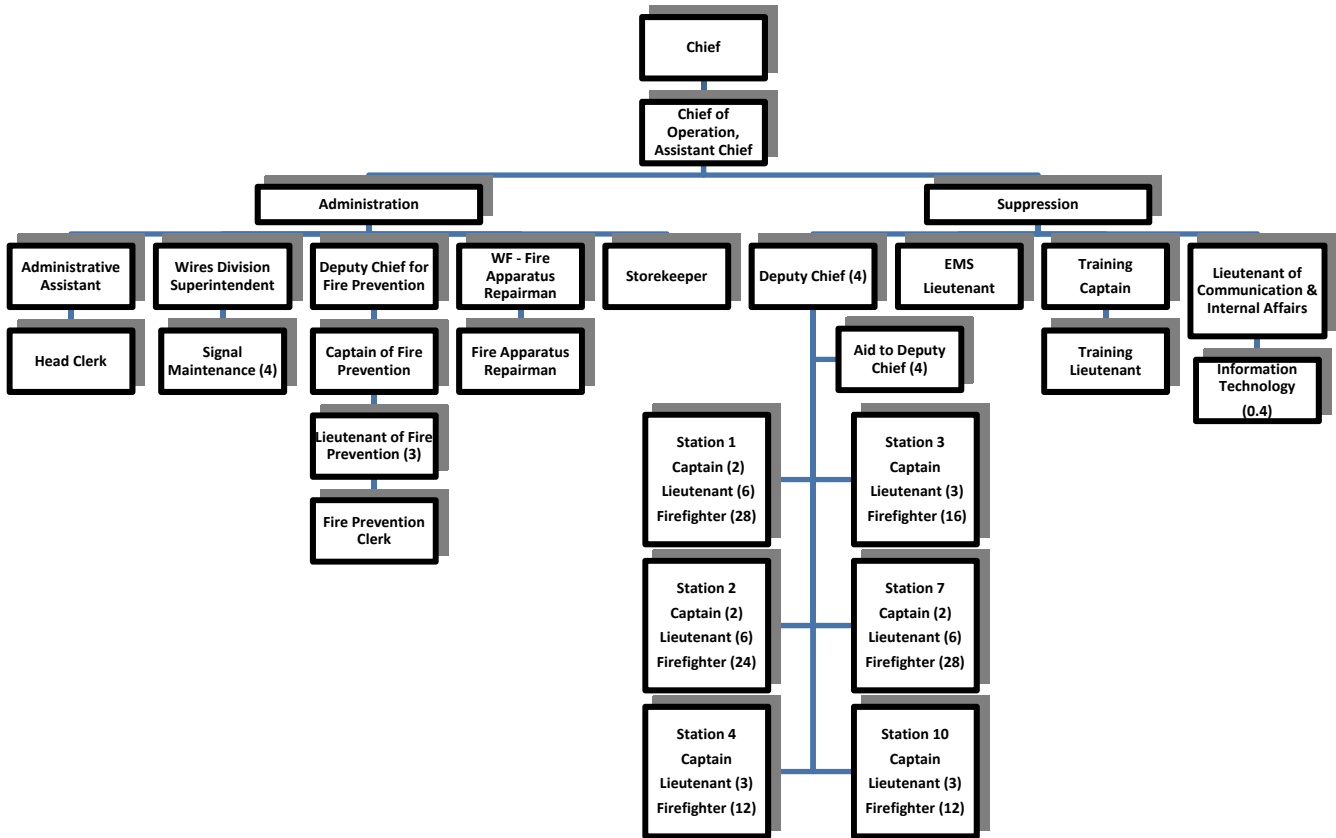 Chief
Chief of
Operation,
Assistant Chief
Administration
Suppression
Administrative
Assistant
Wires Division
Superintendent
Deputy Chief for
Fire Prevention
WF - Fire
Apparatus
Repairman
Storekeeper
Deputy Chief (4)
EMS
Lieutenant
Training
Captain
Lieutenant of
Communication &
Internal Affairs
Head Clerk
Signal
Maintenance (4)
Captain of Fire
Prevention
Fire Apparatus
Repairman
Aid to Deputy
Chief (4)
Training
Lieutenant
Information
Technology
(0.4)
Lieutenant of Fire
Prevention (3)
Fire Prevention
Clerk
Station 1
Captain (2)
Lieutenant (6)
Firefighter (28)
Station 3
Captain
Lieutenant (3)
Firefighter (16)
Station 2
Captain (2)
Lieutenant (6)
Firefighter (24)
Station 7
Captain (2)
Lieutenant (6)
Firefighter (28)
Station 4
Captain
Lieutenant (3)
Firefighter (12)
Station 10
Captain
Lieutenant (3)
Firefighter (12)